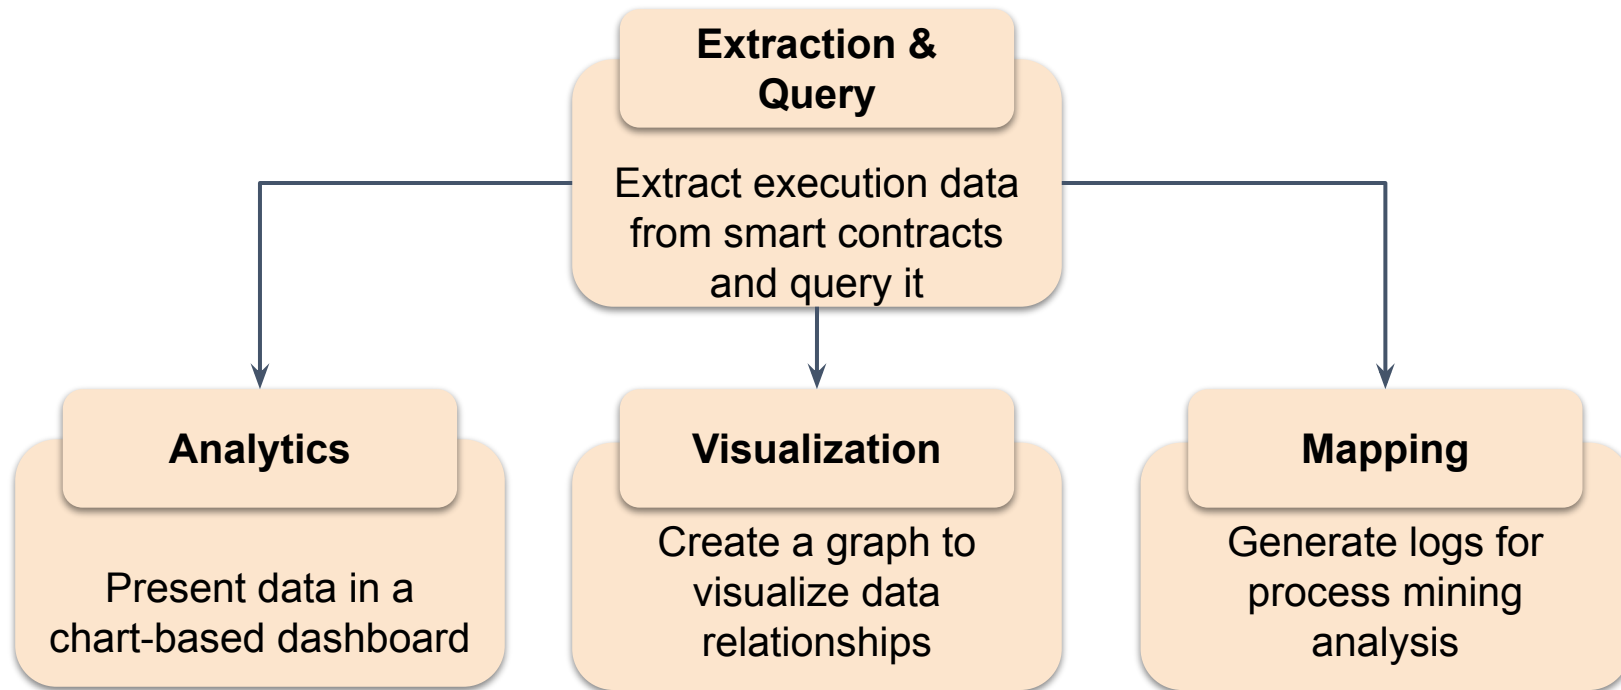 Extraction &
Query
Extract execution data
from smart contracts
and query it
Analytics
Present data in a
chart-based dashboard
Visualization
Create a graph to
visualize data
relationships
Mapping
Generate logs for
process mining
analysis